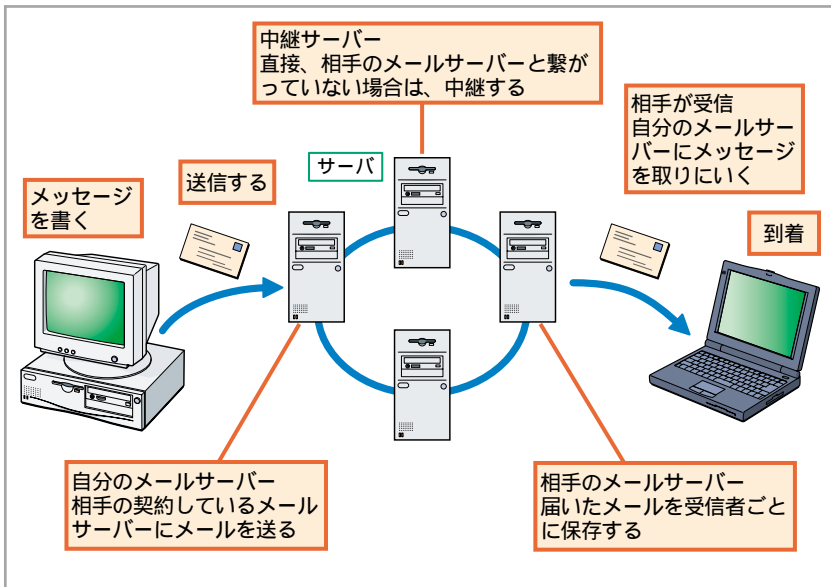 中継サーバー
直接、相手のメールサーバーと繋が
っていない場合は、中継する
相手が受信
自分のメールサー
バーにメッセージ
を取りにいく
サーバ
送信する
メッセージ
を書く
到着
自分のメールサーバー
相手の契約しているメール
サーバーにメールを送る
相手のメールサーバー
届いたメールを受信者ごと
に保存する